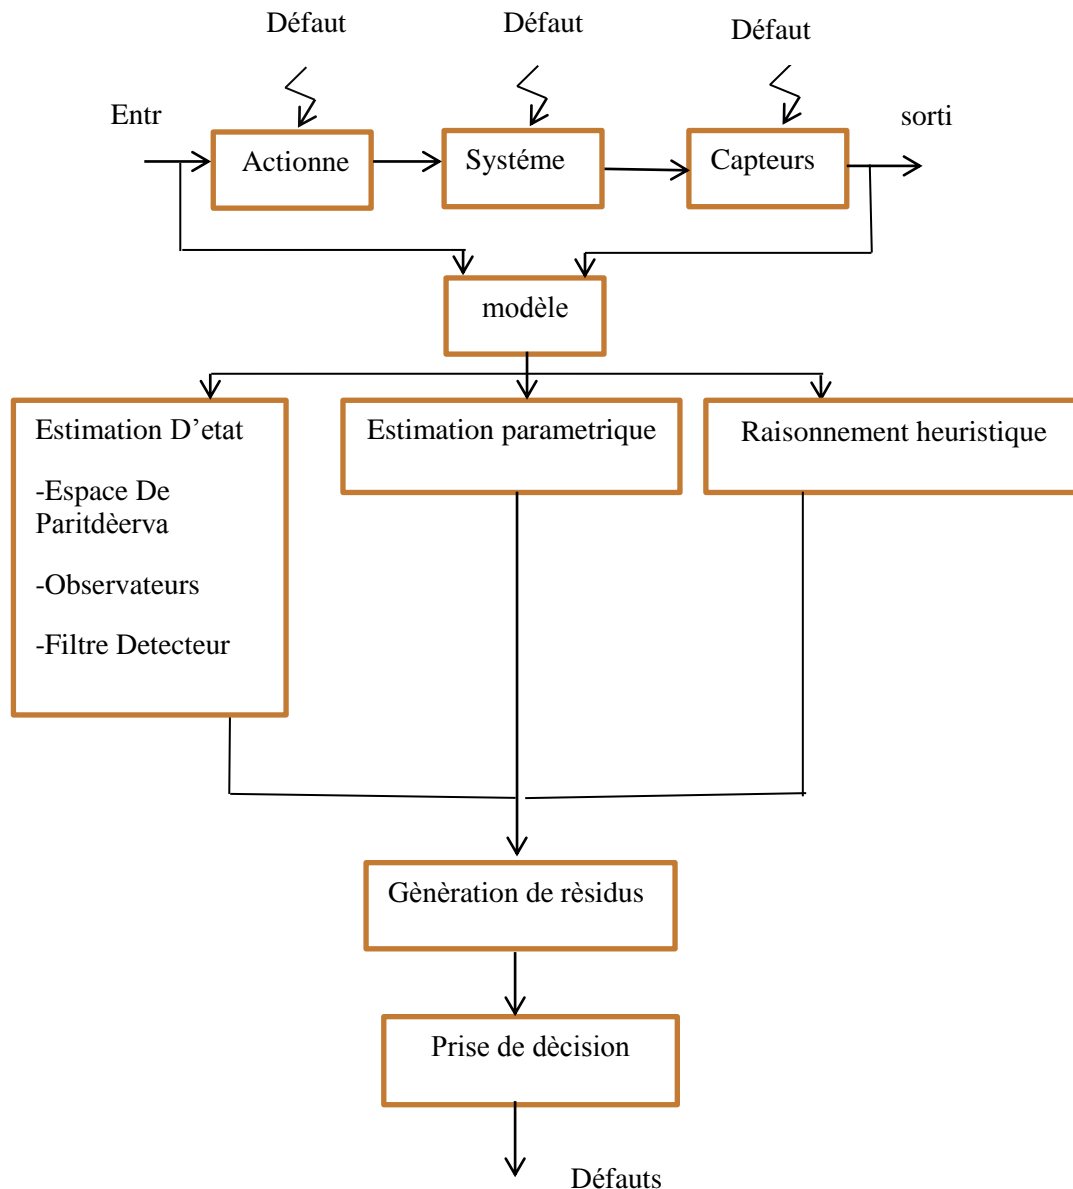 Défaut
Défaut
Défaut
Entr
sorti
Actionne
Systéme
Capteurs
modèle
Estimation D’etat
-Espace De
Paritdèerva
-Observateurs
-Filtre Detecteur
Estimation parametrique
Raisonnement heuristique
Gènèration de rèsidus
Prise de dècision
Défauts